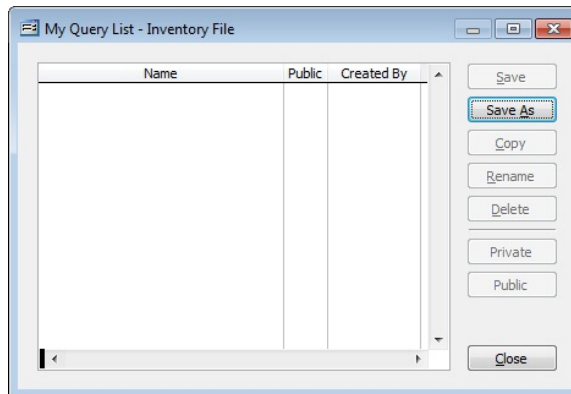 My Query List - Inventory File
Name Public Created By
Save
Save As
Copy
Rename
Delete
Private
Public
Close